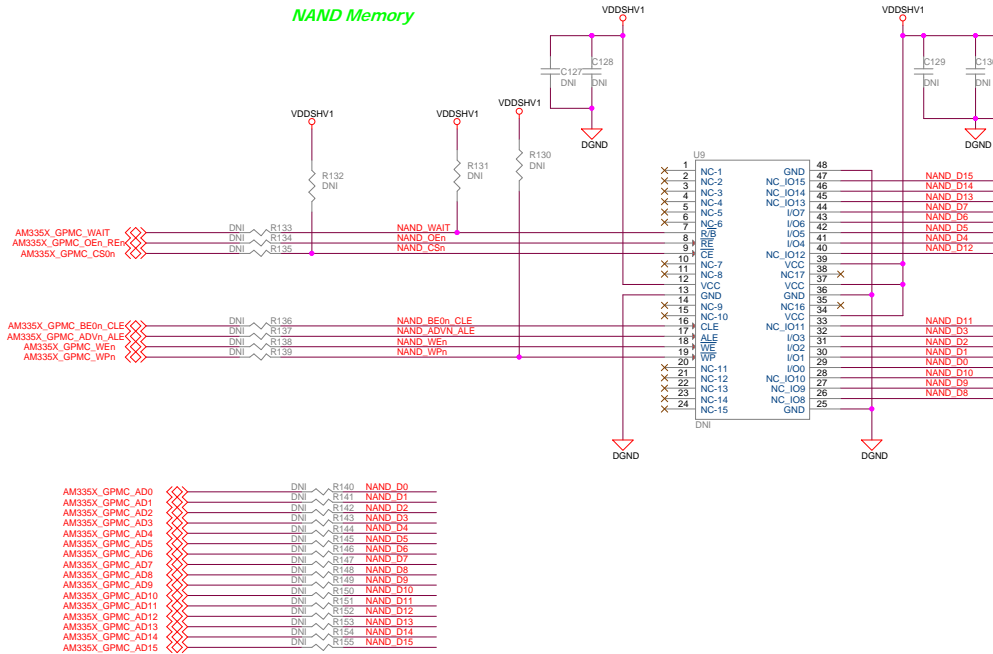 NAND Memory
VDDSHV1
VDDSHV1
C127
DNI
C128
DNI
C129
DNI
DNI
DGND
DGND
VDDSHV1
VDDSHV1
VDDSHV1
R132
DNI
R131
DNI
R130
DNI
AM335X_GPMC_WAIT DNI R133 NAND_WAIT
AM335X_GPMC_OEn_REn DNI R134 NAND_OEn
AM335X_GPMC_CSn DNI R135 NAND_CSn
AM335X_GPMC_BE0n_CLE DNI R136 NAND_BE0n_CLE
AM335X_GPMC_ADVn_ALE DNI R137 NAND_ADVN_ALE
AM335X_GPMC_WEn DNI R138 NAND_WEn
AM335X_GPMC_WPn DNI R139 NAND_WPn
U9
1 NC-1 GND 48
2 NC-2 NC_IO15 47 NAND_D15
3 NC-3 NC_IO14 46 NAND_D14
4 NC-4 NC_IO13 45 NAND_D13
5 NC-5 I/O7 44 NAND_D7
6 NC-6 I/O6 43 NAND_D6
7 R/B I/O5 42 NAND_D5
8 RE I/O4 41 NAND_D4
9 CE NC_IO12 40 NAND_D12
10 NC-7 VCC 39
11 NC-8 NC17 38
12 VCC VCC 37
13 GND GND 36
14 NC-9 NC16 35
15 NC-10 VCC 34
16 CLE NC_IO11 33 NAND_D11
17 ALE I/O3 32 NAND_D3
18 WE I/O2 31 NAND_D2
19 WP I/O1 30 NAND_D1
20 NC-11 I/O0 29 NAND_D0
21 NC-12 NC_IO10 28 NAND_D10
22 NC-13 NC_IO9 27 NAND_D9
23 NC-14 NC_IO8 26 NAND_D8
24 NC-15 GND 25
DNI
DGND
DGND
AM335X_GPMC_AD0 DNI R140 NAND_D0
AM335X_GPMC_AD1 DNI R141 NAND_D1
AM335X_GPMC_AD2 DNI R142 NAND_D2
AM335X_GPMC_AD3 DNI R143 NAND_D3
AM335X_GPMC_AD4 DNI R144 NAND_D4
AM335X_GPMC_AD5 DNI R145 NAND_D5
AM335X_GPMC_AD6 DNI R146 NAND_D6
AM335X_GPMC_AD7 DNI R147 NAND_D7
AM335X_GPMC_AD8 DNI R148 NAND_D8
AM335X_GPMC_AD9 DNI R149 NAND_D9
AM335X_GPMC_AD10 DNI R150 NAND_D10
AM335X_GPMC_AD11 DNI R151 NAND_D11
AM335X_GPMC_AD12 DNI R152 NAND_D12
AM335X_GPMC_AD13 DNI R153 NAND_D13
AM335X_GPMC_AD14 DNI R154 NAND_D14
AM335X_GPMC_AD15 DNI R155 NAND_D15